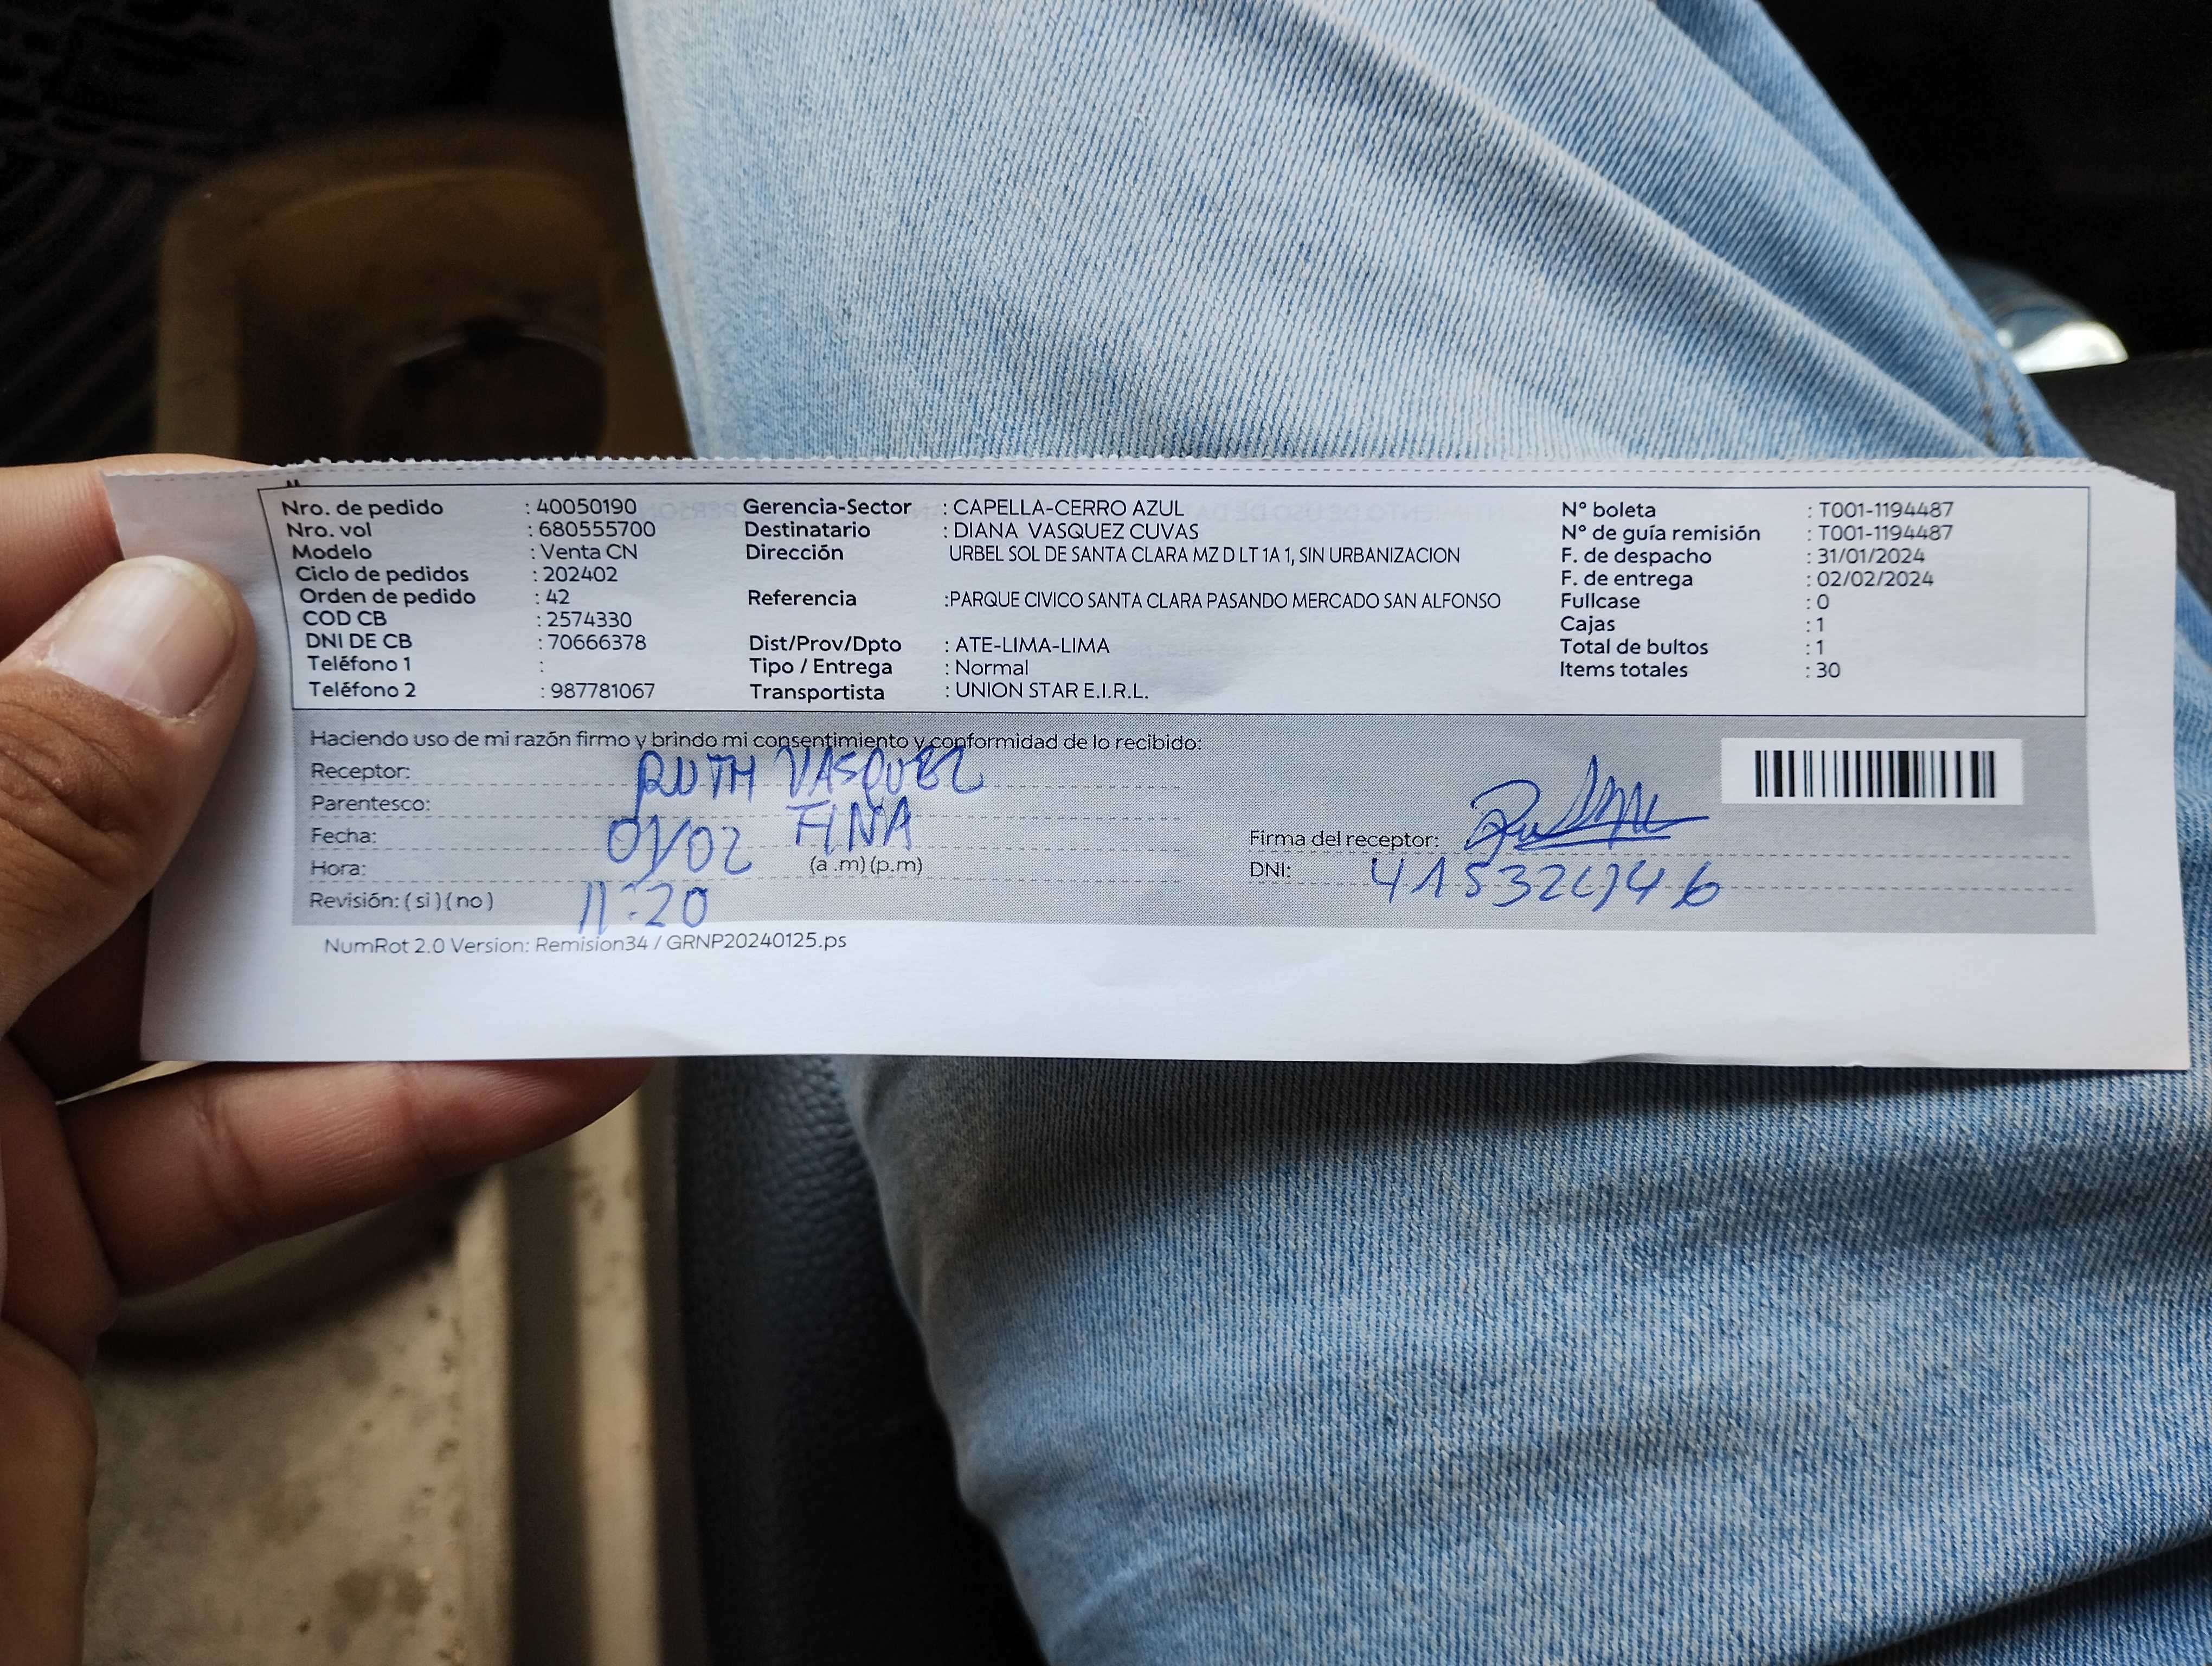 Nro. de pedido : 40050190 Gerencia-Sector : CAPELLA-CERRO AZUL N° boleta : T001-1194487
Nro. vol : 680555700 Destinatario : DIANA VASQUEZ CUVAS N° de guía remisión : T001-1194487
Modelo : Venta CN Dirección URBEL SOL DE SANTA CLARA MZ D LT 1A 1, SIN URBANIZACION F. de despacho : 31/01/2024
Ciclo de pedidos : 202402 F. de entrega : 02/02/2024
Orden de pedido : 42 Referencia :PARQUE CIVICO SANTA CLARA PASANDO MERCADO SAN ALFONSO Fullcase : 0
COD CB : 2574330 Cajas : 1
DNI DE CB : 70666378 Dist/Prov/Dpto : ATE-LIMA-LIMA Total de bultos : 1
Teléfono 1 : Tipo / Entrega : Normal Items totales : 30
Teléfono 2 : 987781067 Transportista : UNION STAR E.I.R.L.
Haciendo uso de mi razón firmo y brindo mi consentimiento y conformidad de lo recibido:
Receptor: RUTH VASQUEZ
Parentesco: TINA
Fecha: 01/02 Firma del receptor:
Hora: (a .m) (p.m) DNI:
Revisión: ( si ) ( no ) 11:20
NumRot 2.0 Version: Remision34 / GRNP20240125.ps